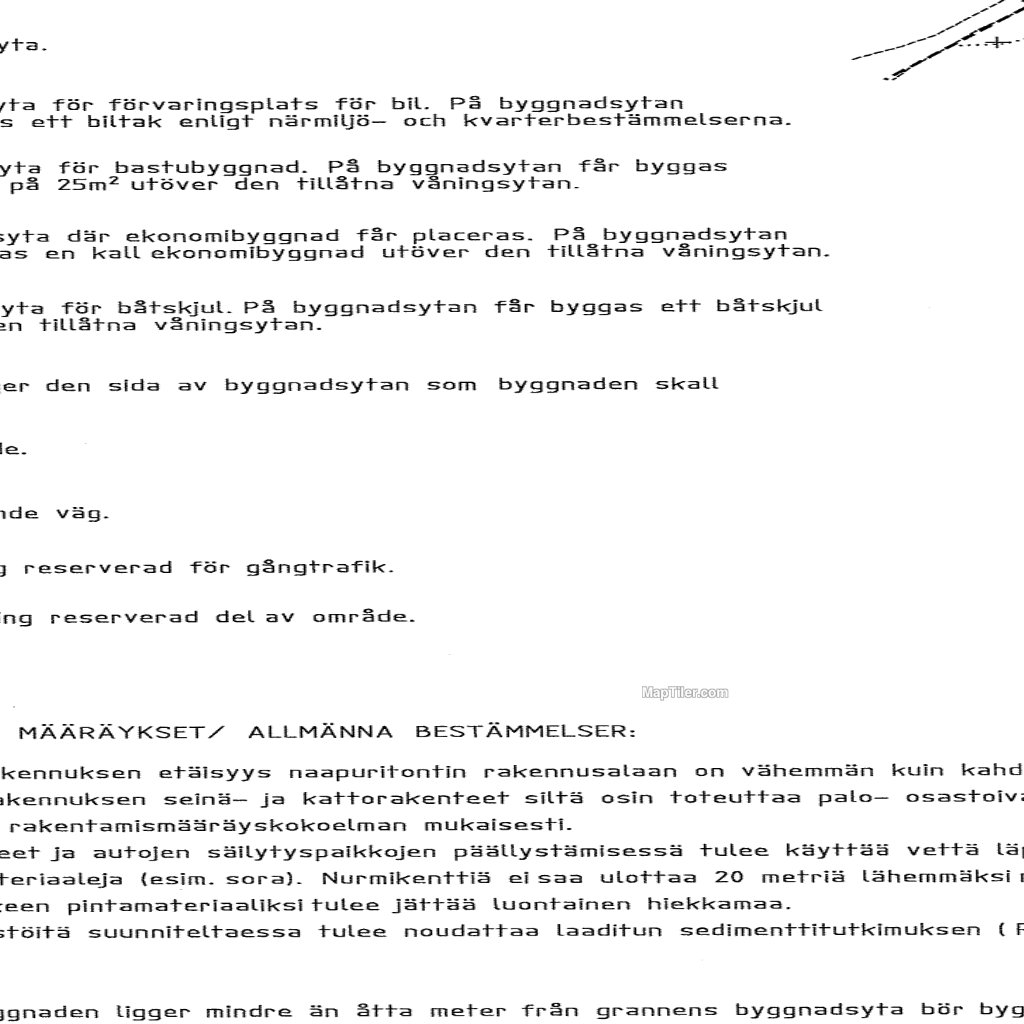 yta.
yta för förvaringsplats för bil. På byggnadsytan
s ett biltak enligt närmiljö- och kvarterbestämmelserna.
yta för bastubyggnad. På byggnadsytan får byggas
på 25m² utöver den tillåtna våningsytan.
syta där ekonomibyggnad får placeras. På byggnadsytan
as en kall ekonomibyggnad utöver den tillåtna våningsytan.
yta för båtskjul. På byggnadsytan får byggas ett båtskjul
en tillåtna våningsytan.
ger den sida av byggnadsytan som byggnaden skall
de.
nde väg.
g reserverad för gångtrafik.
ing reserverad del av område.
MapTiler.com
MÄÄRÄYKSET/ ALLMÄNNA BESTÄMMELSER:
kennuksen etäisyys naapuritontin rakennusalaan on vähemmän kuin kahd
akennuksen seinä- ja kattorakenteet siltä osin toteuttaa palo- osastoiva
rakentamismääräyskokoelman mukaisesti.
eet ja autojen säilytyspaikkojen päällystämisessä tulee käyttää vettä läp
teriaaleja (esim. sora). Nurmikenttiä ei saa ulottaa 20 metriä lähemmäksi
keen pintamateriaaliksi tulee jättää luontainen hiekkamaa.
stöitä suunniteltaessa tulee noudattaa laaditun sedimenttitutkimuksen (
ggnaden ligger mindre än åtta meter från grannens byggnadsyta bör byg